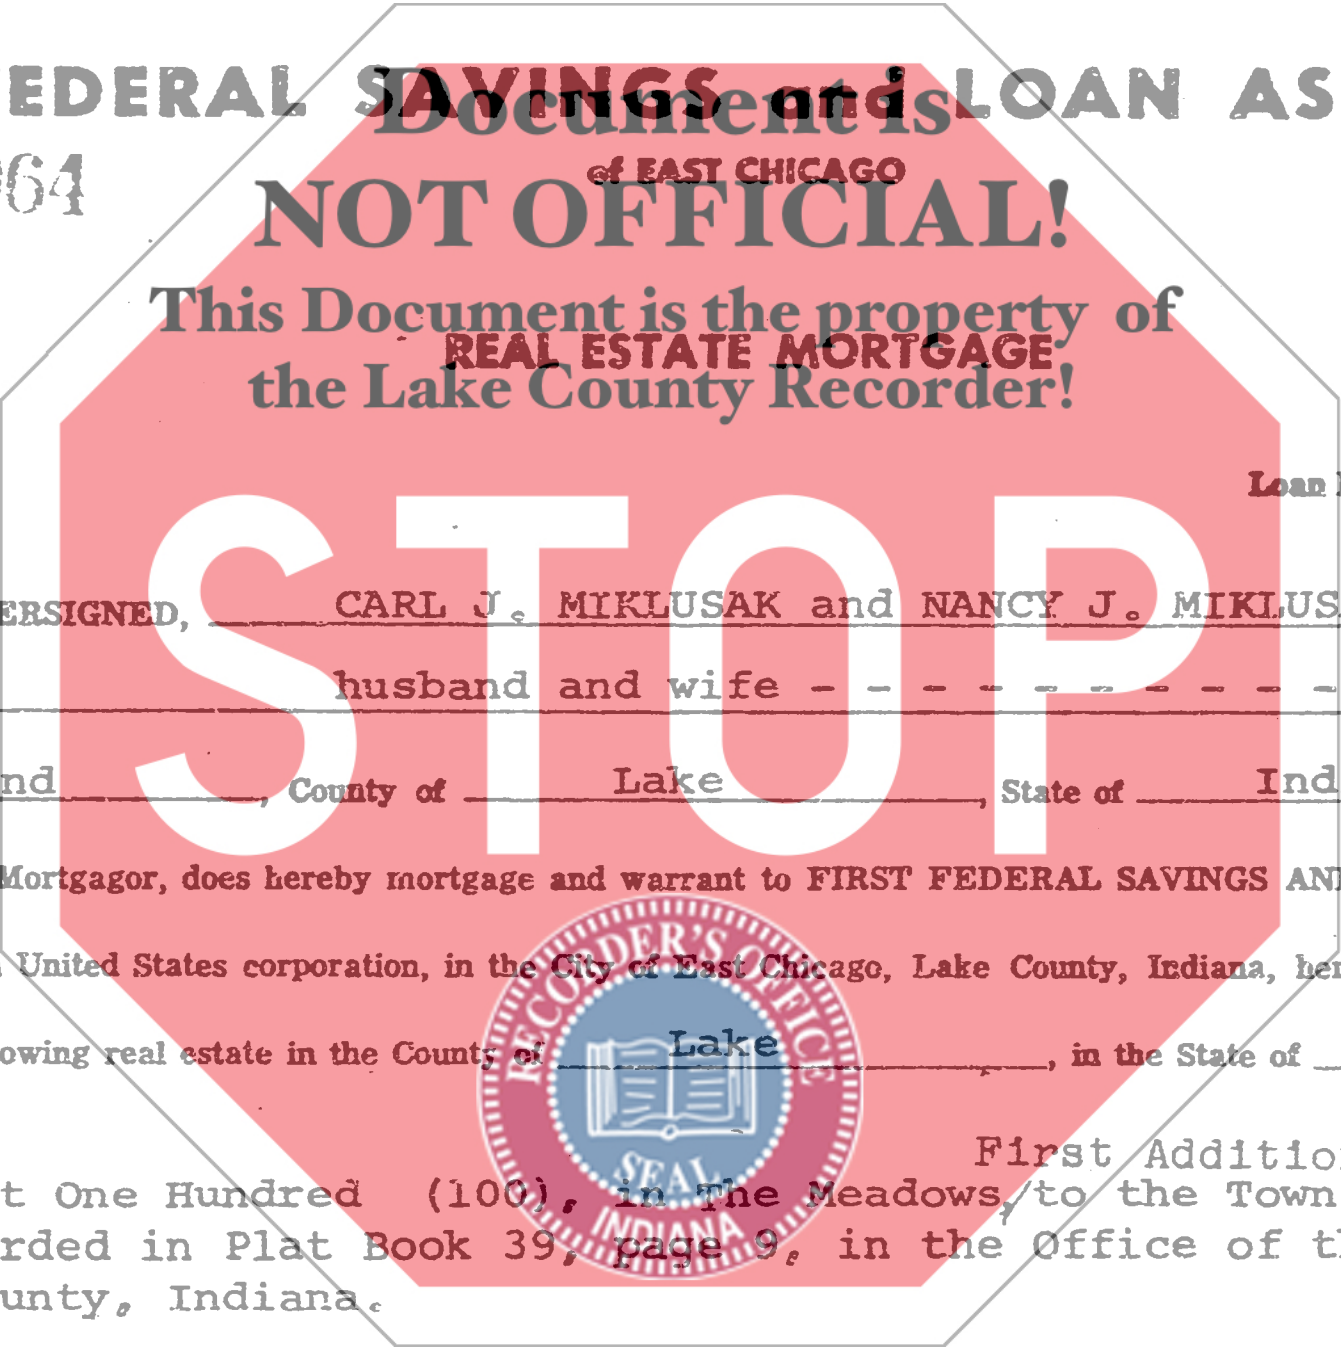 EDERAL SAVINGS and LOAN AS
Document is
64
of EAST CHICAGO
NOT OFFICIAL!
This Document is the property of
REAL ESTATE MORTGAGE
the Lake County Recorder!
Loan
STOP
ERSIGNED, CARL J. MIKLUSAK and NANCY J. MIKLUS
husband and wife - - - - - - - - - -
nd, County of Lake, State of Ind
Mortgagor, does hereby mortgage and warrant to FIRST FEDERAL SAVINGS AN
United States corporation, in the City of East Chicago, Lake County, Indiana, her
owing real estate in the County of Lake, in the State of
RECORDER'S OFFICE
SEAL
INDIANA
First Additio
t One Hundred (100), in The Meadows,/to the Town
rded in Plat Book 39, page 9, in the Office of th
unty, Indiana.